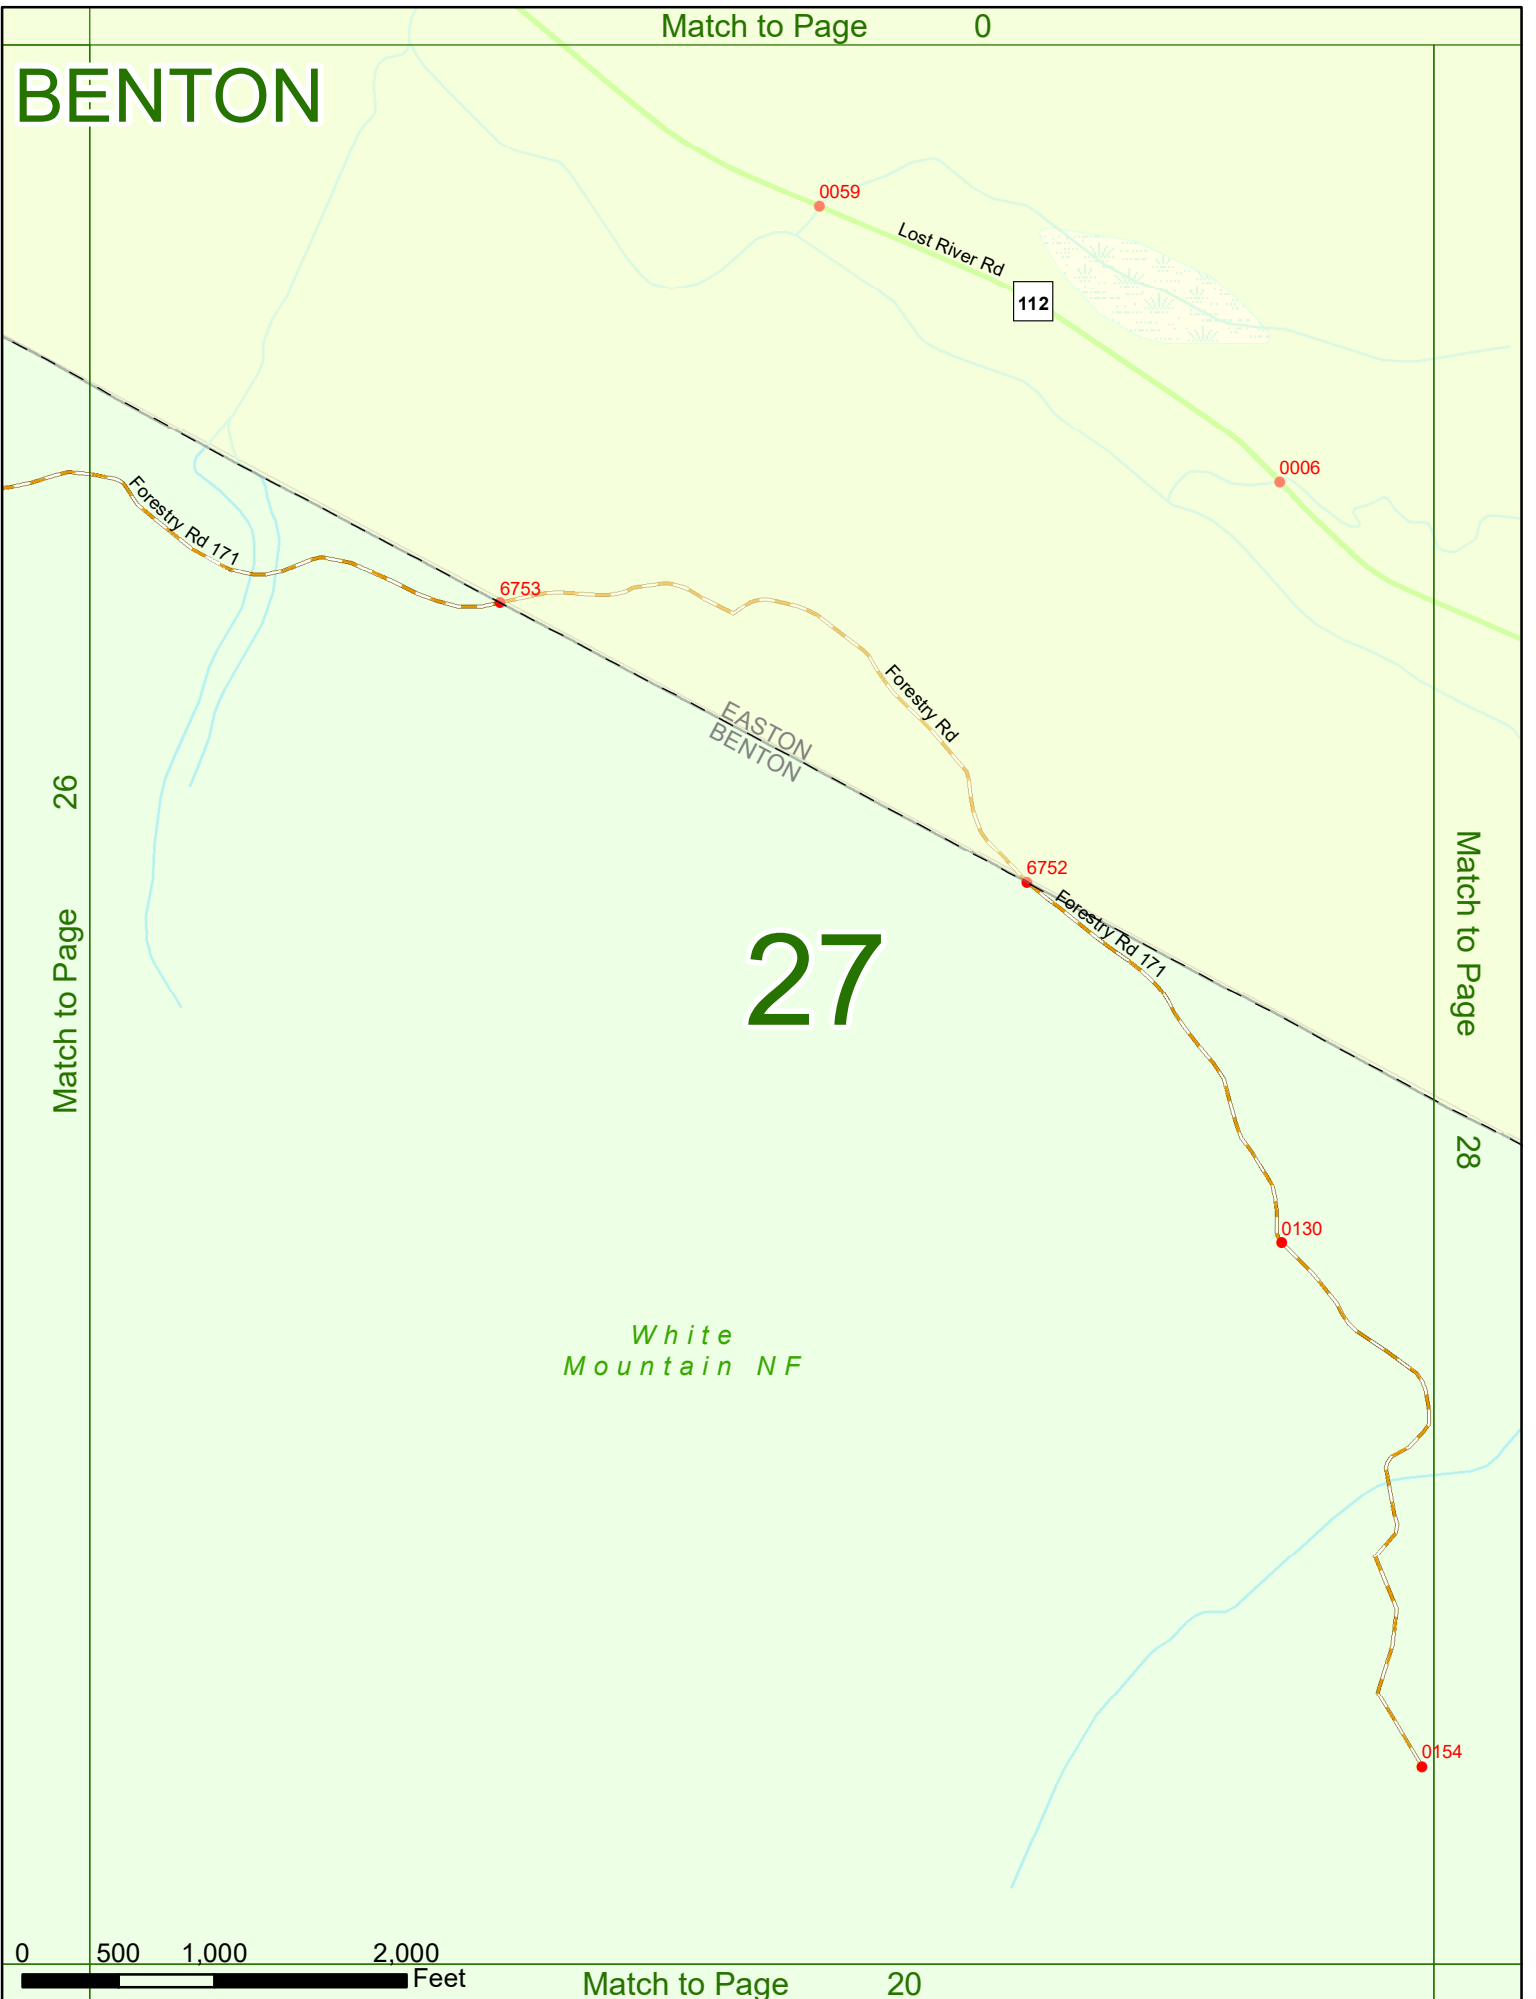 Match to Page 0
BENTON
0059
Lost River Rd
112
0006
Forestry Rd 171
6753
Forestry Rd
EASTON
BENTON
26
Match to Page
Match to Page
28
6752
Forestry Rd 171
27
0130
White
Mountain NF
0154
0 500 1,000 2,000
Feet
Match to Page 20